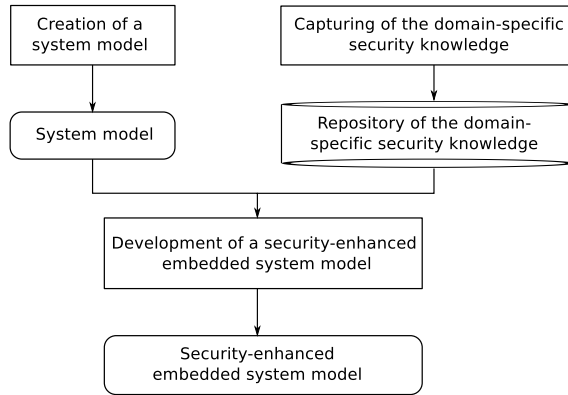 Creation of a
system model
Capturing of the domain-specific
security knowledge
System model
Repository of the domain-
specific security knowledge
Development of a security-enhanced
embedded system model
Security-enhanced
embedded system model